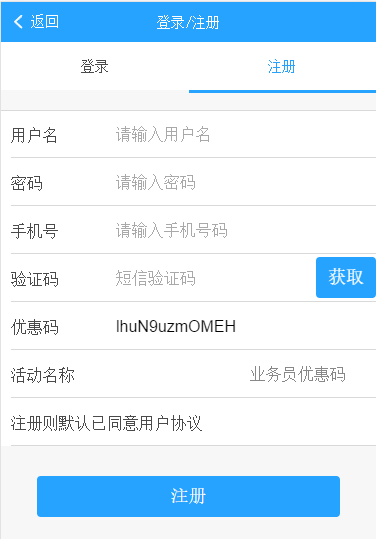 返回 登录/注册
登录 注册
用户名 请输入用户名
密码 请输入密码
手机号 请输入手机号码
验证码 短信验证码 获取
优惠码 lhuN9uzmOMEH
活动名称 业务员优惠码
注册则默认已同意用户协议
注册